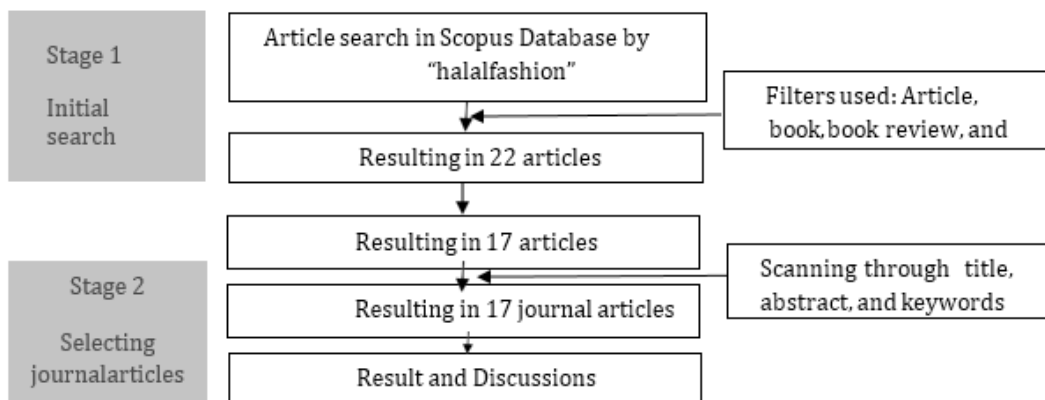 Stage 1
Initial
search
Article search in Scopus Database by
“halalfashion”
Filters used: Article,
book,book review, and
Resulting in 22 articles
Resulting in 17 articles
Stage 2
Selecting
journalarticles
Scanning through title,
abstract, and keywords
Resulting in 17 journal articles
Result and Discussions